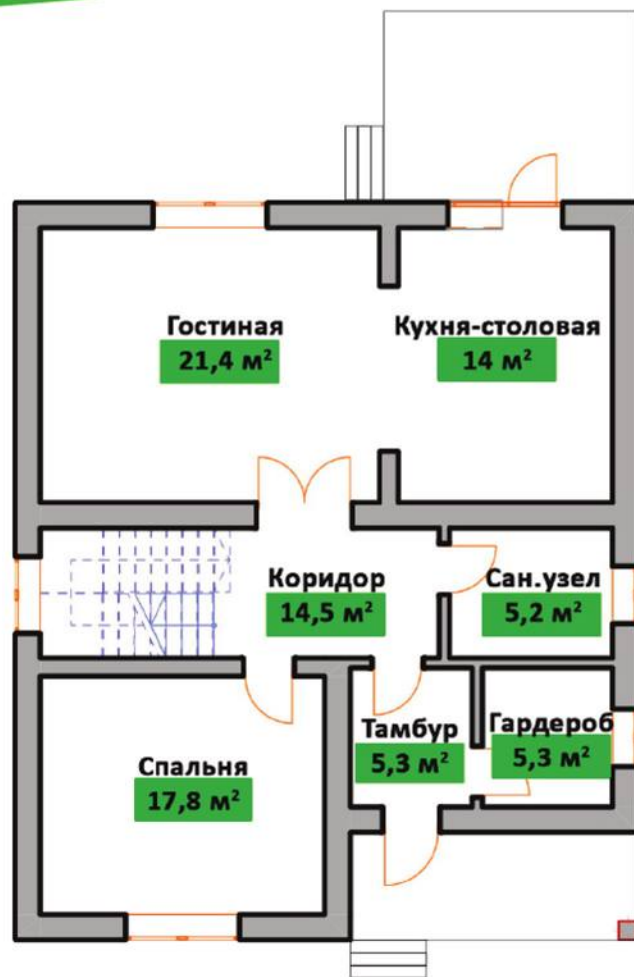 Гостиная
21,4 м²
Кухня-столовая
14 м²
Коридор
14,5 м²
Сан.узел
5,2 м²
Тамбур
5,3 м²
Гардероб
5,3 м²
Спальня
17,8 м²